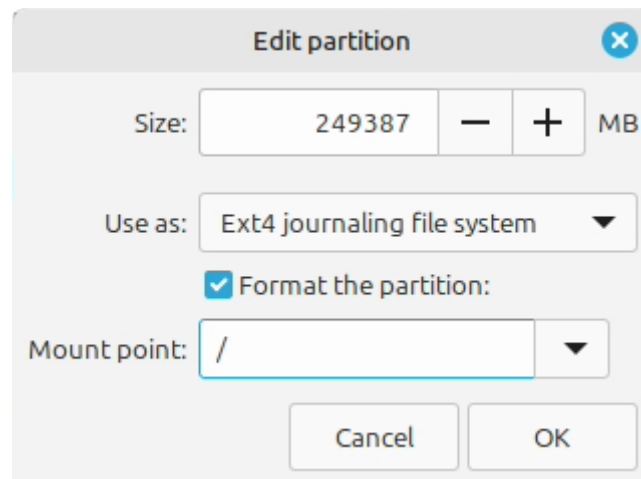 Edit partition
Size: 249387 MB
Use as: Ext4 journaling file system
Format the partition:
Mount point: /
Cancel OK